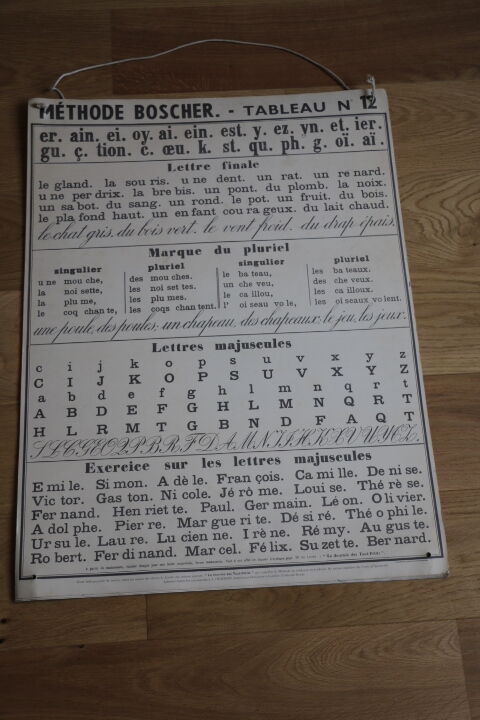 MÉTHODE BOSCHER. - TABLEAU N° 12
er. ain. ei. oy. ai. ein. est. y. ez. yn. et. ier.
gu. ç. tion. c. œu. k. st. qu. ph. g. oï. aï.
Lettre finale
le gland. la sou ris. u ne dent. un rat. un re nard.
u ne per drix. la bre bis. un pont. du plomb. la noix.
un sa bot. du sang. un rond. le pot. un fruit. du bois.
le pla fond haut. un en fant cou ra geux. du lait chaud.
le chat gris. du bois vert. le vent froid. du drap épais.
Marque du pluriel
singulier pluriel singulier pluriel
u ne mou che, des mou ches. le ba teau, les ba teaux.
la noi sette, les noi set tes. un che veu, des che veux.
la plu me, les plu mes. le ca illou, les ca illoux.
le coq chan te, les coqs chan tent. l' oi seau vo le, les oi seaux vo lent.
une poule, des poules; un chapeau, des chapeaux; le jeu, les jeux.
Lettres majuscules
c i j k o p s u v x y z
C I J K O P S U V X Y Z
a b d e f g h l m n q r t
A B D E F G H L M N Q R T
H L R M T G B N D F A Q T
Exercice sur les lettres majuscules
E mi le. Si mon. A dè le. Fran çois. Ca mi lle. De ni se.
Vic tor. Gas ton. Ni cole. Jé rô me. Loui se. Thé rè se.
Fer nand. Hen riet te. Paul. Ger main. Lé on. O li vier.
A dol phe. Pier re. Mar gue ri te. Dé si ré. Thé o phi le.
Ur su le. Lau re. Lu cien ne. I rè ne. Ré my. Au gus te.
Ro bert. Fer di nand. Mar cel. Fé lix. Su zet te. Ber nard.